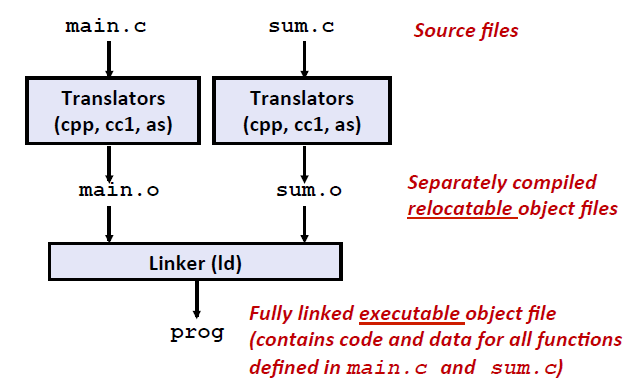 main.c
sum.c
Source files
Translators
(cpp, cc1, as)
Translators
(cpp, cc1, as)
main.o
sum.o
Separately compiled
relocatable object files
Linker (ld)
prog
Fully linked executable object file
(contains code and data for all functions
defined in main.c and sum.c)